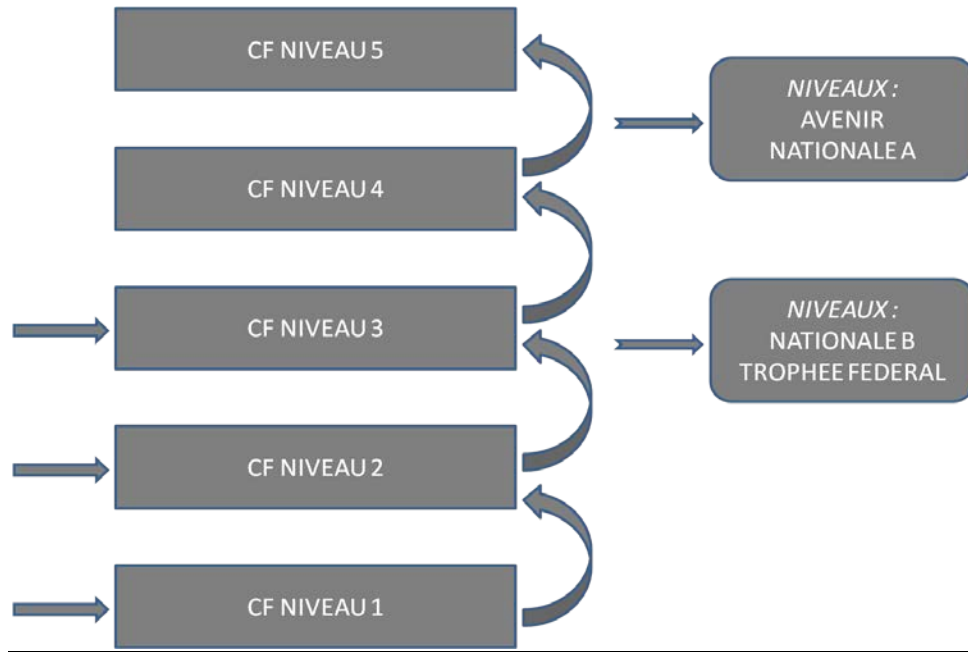 CF NIVEAU 5
NIVEAUX :
AVENIR
NATIONALE A
CF NIVEAU 4
CF NIVEAU 3
NIVEAUX :
NATIONALE B
TROPHEE FEDERAL
CF NIVEAU 2
CF NIVEAU 1